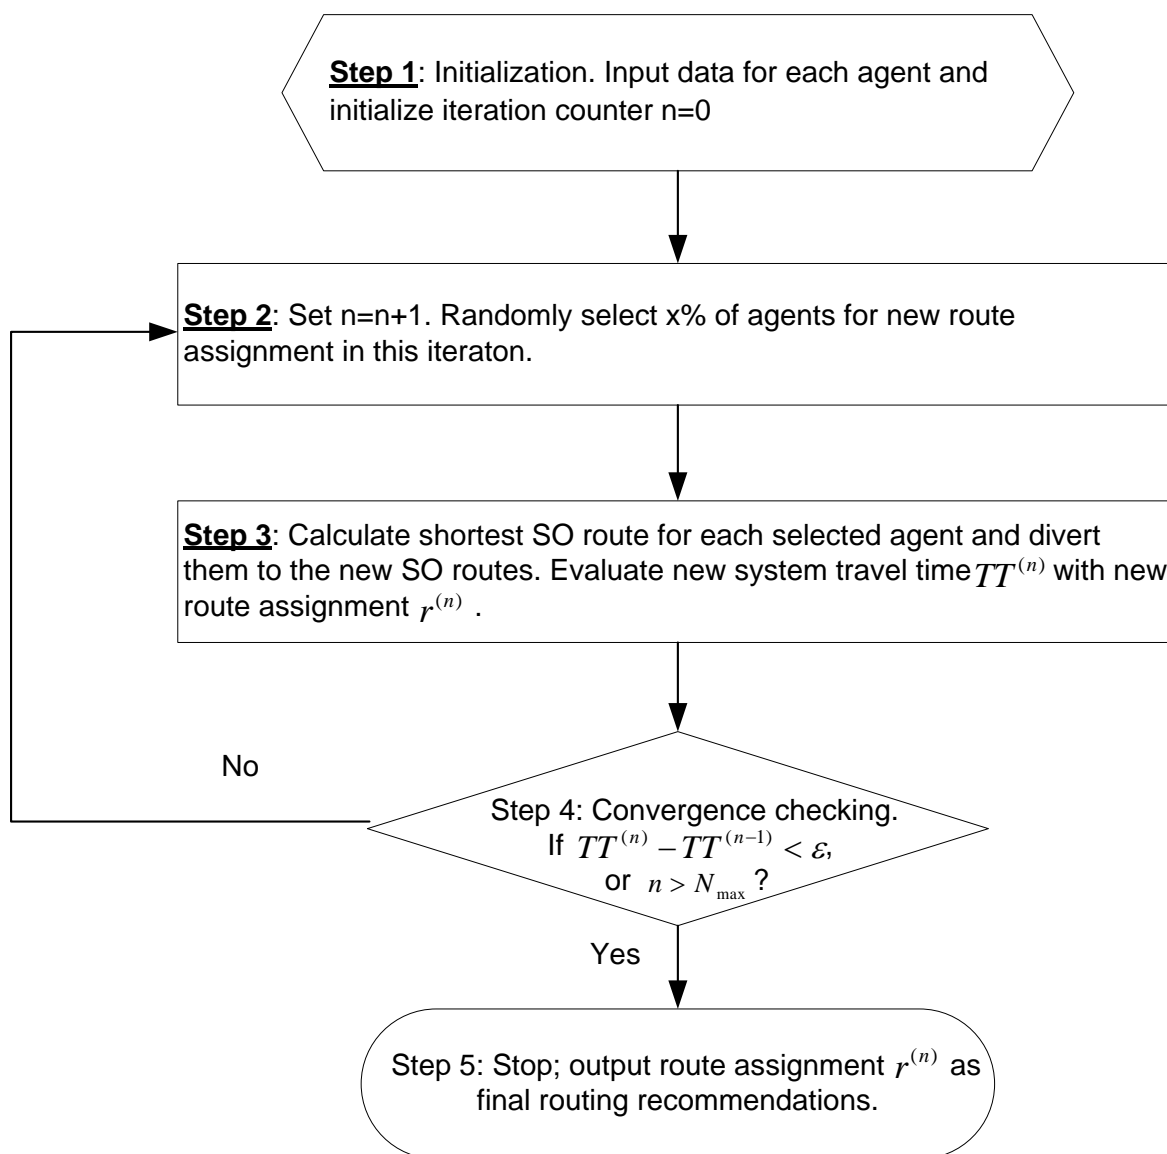 Step 1: Initialization. Input data for each agent and
initialize iteration counter n=0
Step 2: Set n=n+1. Randomly select x% of agents for new route
assignment in this iteraton.
Step 3: Calculate shortest SO route for each selected agent and divert
them to the new SO routes. Evaluate new system travel time TT^(n) with new
route assignment r^(n) .
No
Step 4: Convergence checking.
If TT^(n) – TT^(n−1) < ε,
or n > N_max ?
Yes
Step 5: Stop; output route assignment r^(n) as
final routing recommendations.